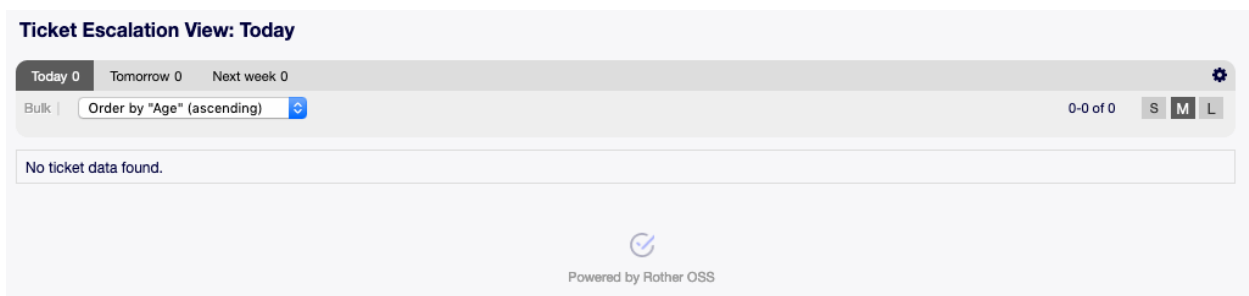 Ticket Escalation View: Today
Today 0 Tomorrow 0 Next week 0
Bulk | Order by "Age" (ascending) 0-0 of 0 S M L
No ticket data found.
Powered by Rother OSS